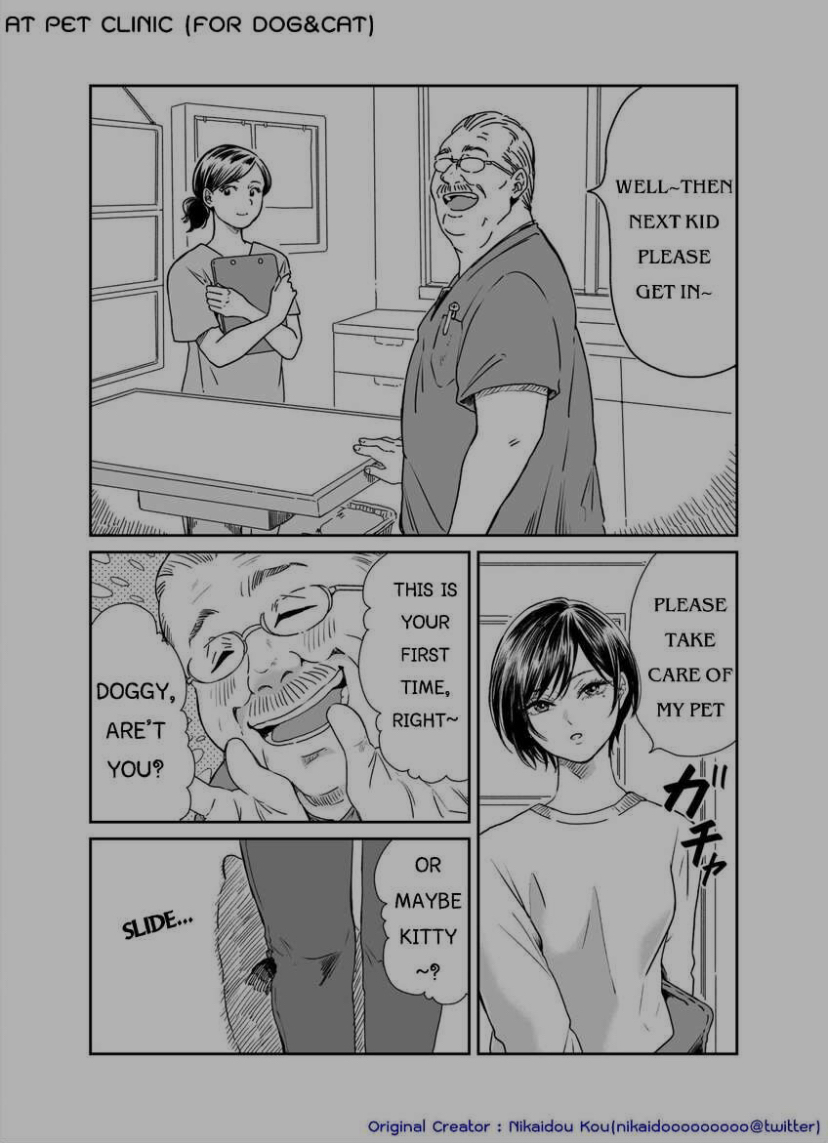 AT PET CLINIC (FOR DOG&CAT)
WELL~THEN
NEXT KID
PLEASE
GET IN~
PLEASE
TAKE
CARE OF
MY PET
ガチャ
THIS IS
YOUR
FIRST
TIME,
RIGHT~
DOGGY,
ARE'T
YOU?
OR
MAYBE
KITTY
~?
SLIDE...
Original Creator : Nikaidou Kou(nikaidooooooooo@twitter)